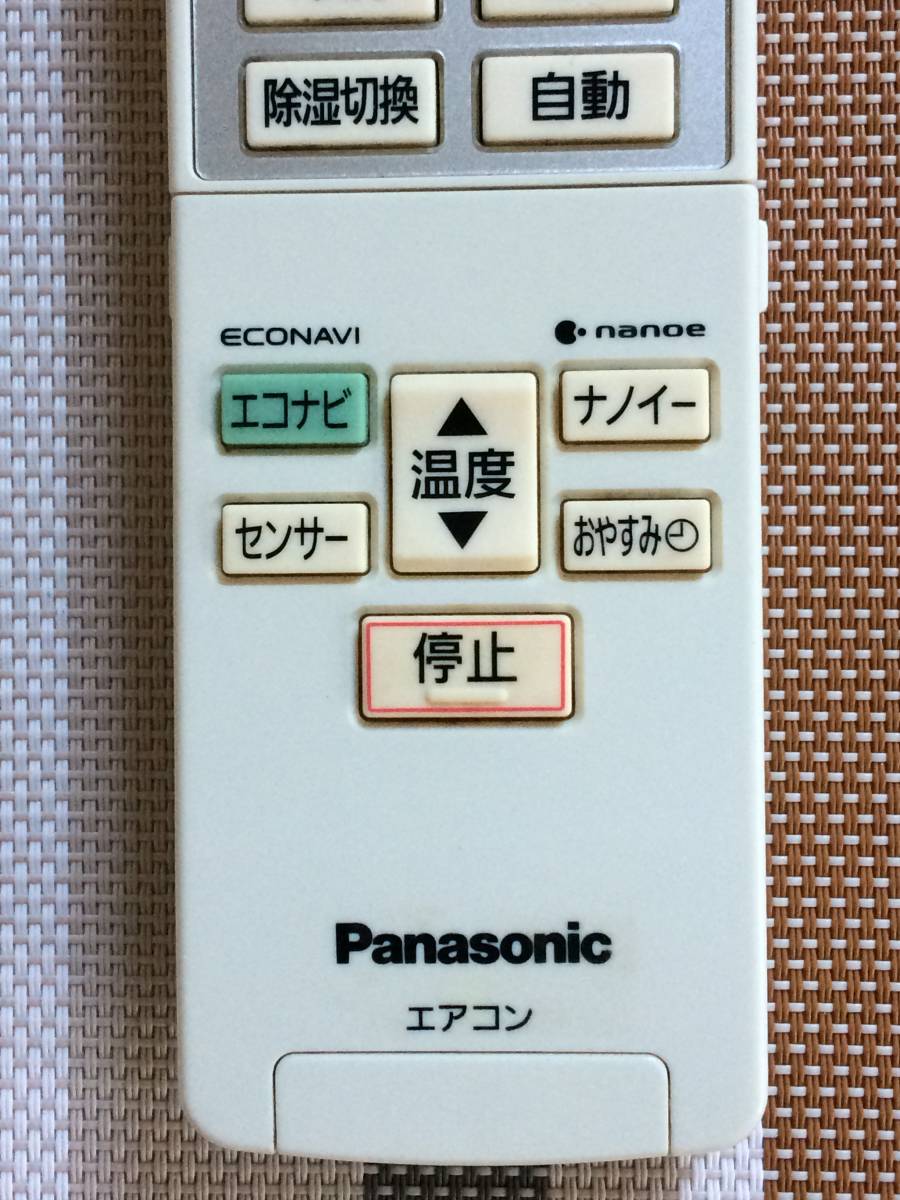 除湿切換
自動
ECONAVI
nanoe
エコナビ
▲
温度
▼
ナノイー
センサー
おやすみ
停止
Panasonic
エアコン